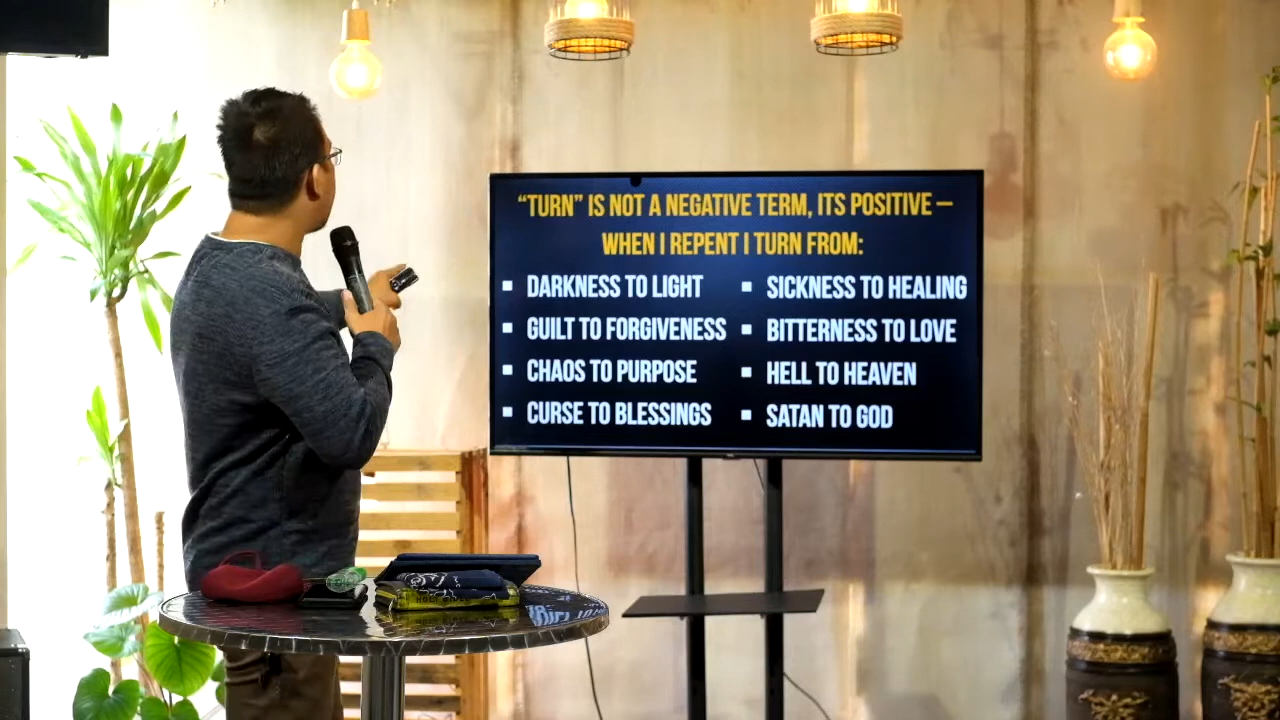 “TURN” IS NOT A NEGATIVE TERM, ITS POSITIVE –
WHEN I REPENT I TURN FROM:
▪ DARKNESS TO LIGHT
▪ GUILT TO FORGIVENESS
▪ CHAOS TO PURPOSE
▪ CURSE TO BLESSINGS
▪ SICKNESS TO HEALING
▪ BITTERNESS TO LOVE
▪ HELL TO HEAVEN
▪ SATAN TO GOD